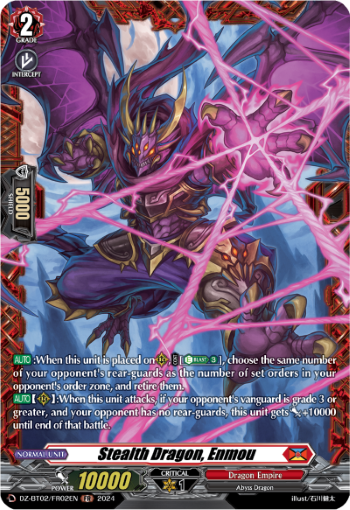 2
GRADE
INTERCEPT
5000
SHIELD
AUTO :When this unit is placed on R, COST [E-BLAST 3], choose the same number
of your opponent's rear-guards as the number of set orders in your
opponent's order zone, and retire them.
AUTO R :When this unit attacks, if your opponent's vanguard is grade 3 or
greater, and your opponent has no rear-guards, this unit gets +10000
until end of that battle.
NORMAL UNIT
Stealth Dragon, Enmou
POWER 10000
CRITICAL
1
Dragon Empire
Abyss Dragon
D DZ-BT02/FR02EN FR 2024
illust/石川健太